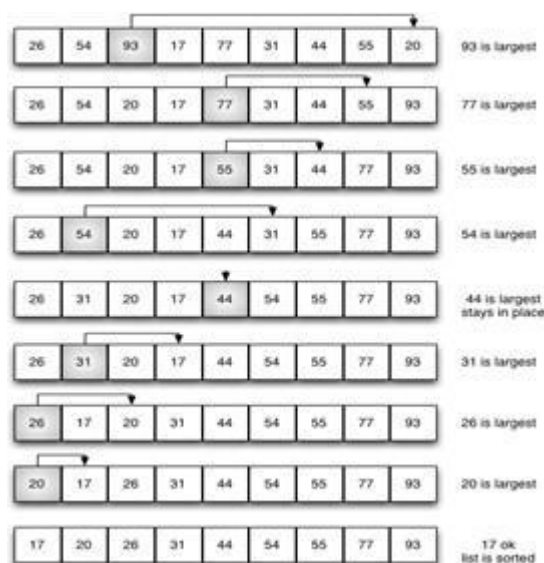 26 54 93 17 77 31 44 55 20 93 is largest
26 54 20 17 77 31 44 55 93 77 is largest
26 54 20 17 55 31 44 77 93 55 is largest
26 54 20 17 44 31 55 77 93 54 is largest
26 31 20 17 44 54 55 77 93 44 is largest
stays in place
26 31 20 17 44 54 55 77 93 31 is largest
26 17 20 31 44 54 55 77 93 26 is largest
20 17 26 31 44 54 55 77 93 20 is largest
17 20 26 31 44 54 55 77 93 17 ok
list is sorted